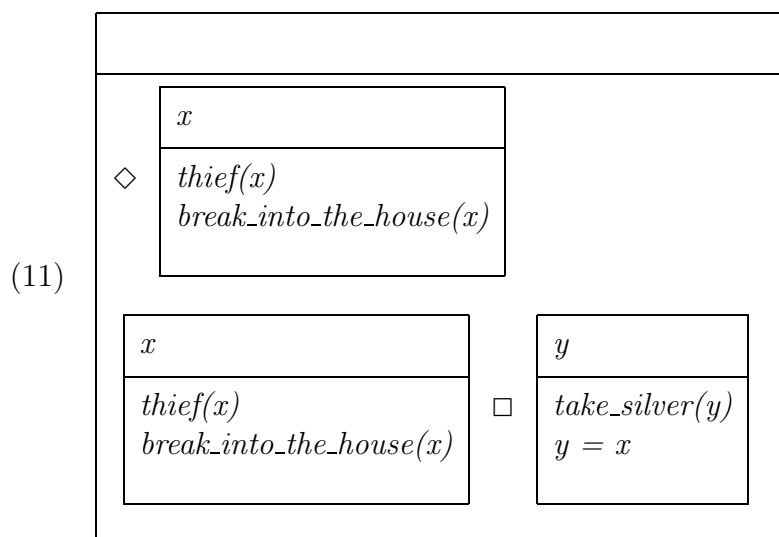 x
◇ thief(x)
break_into_the_house(x)
(11)
x y
thief(x) □ take_silver(y)
break_into_the_house(x) y = x